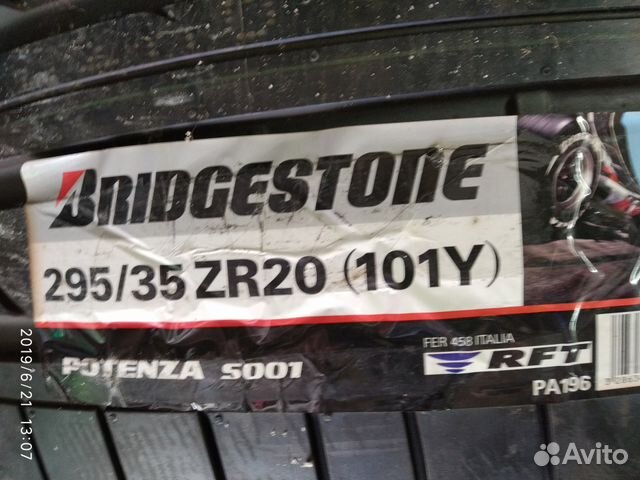 BRIDGESTONE
295/35 ZR20 (101Y)
POTENZA S001
FER 458 ITALIA
RFT
PA196
2019/6/21 13:07
Avito